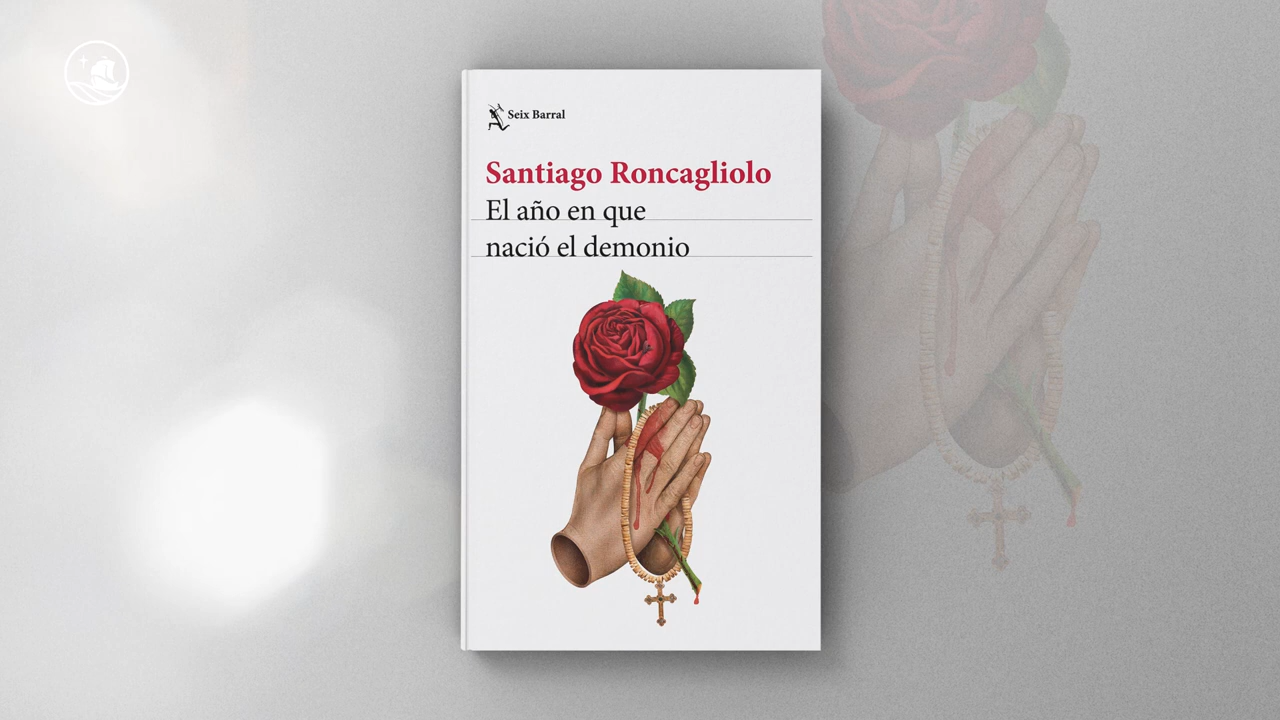 Seix Barral
Santiago Roncagliolo
El año en que
nació el demonio